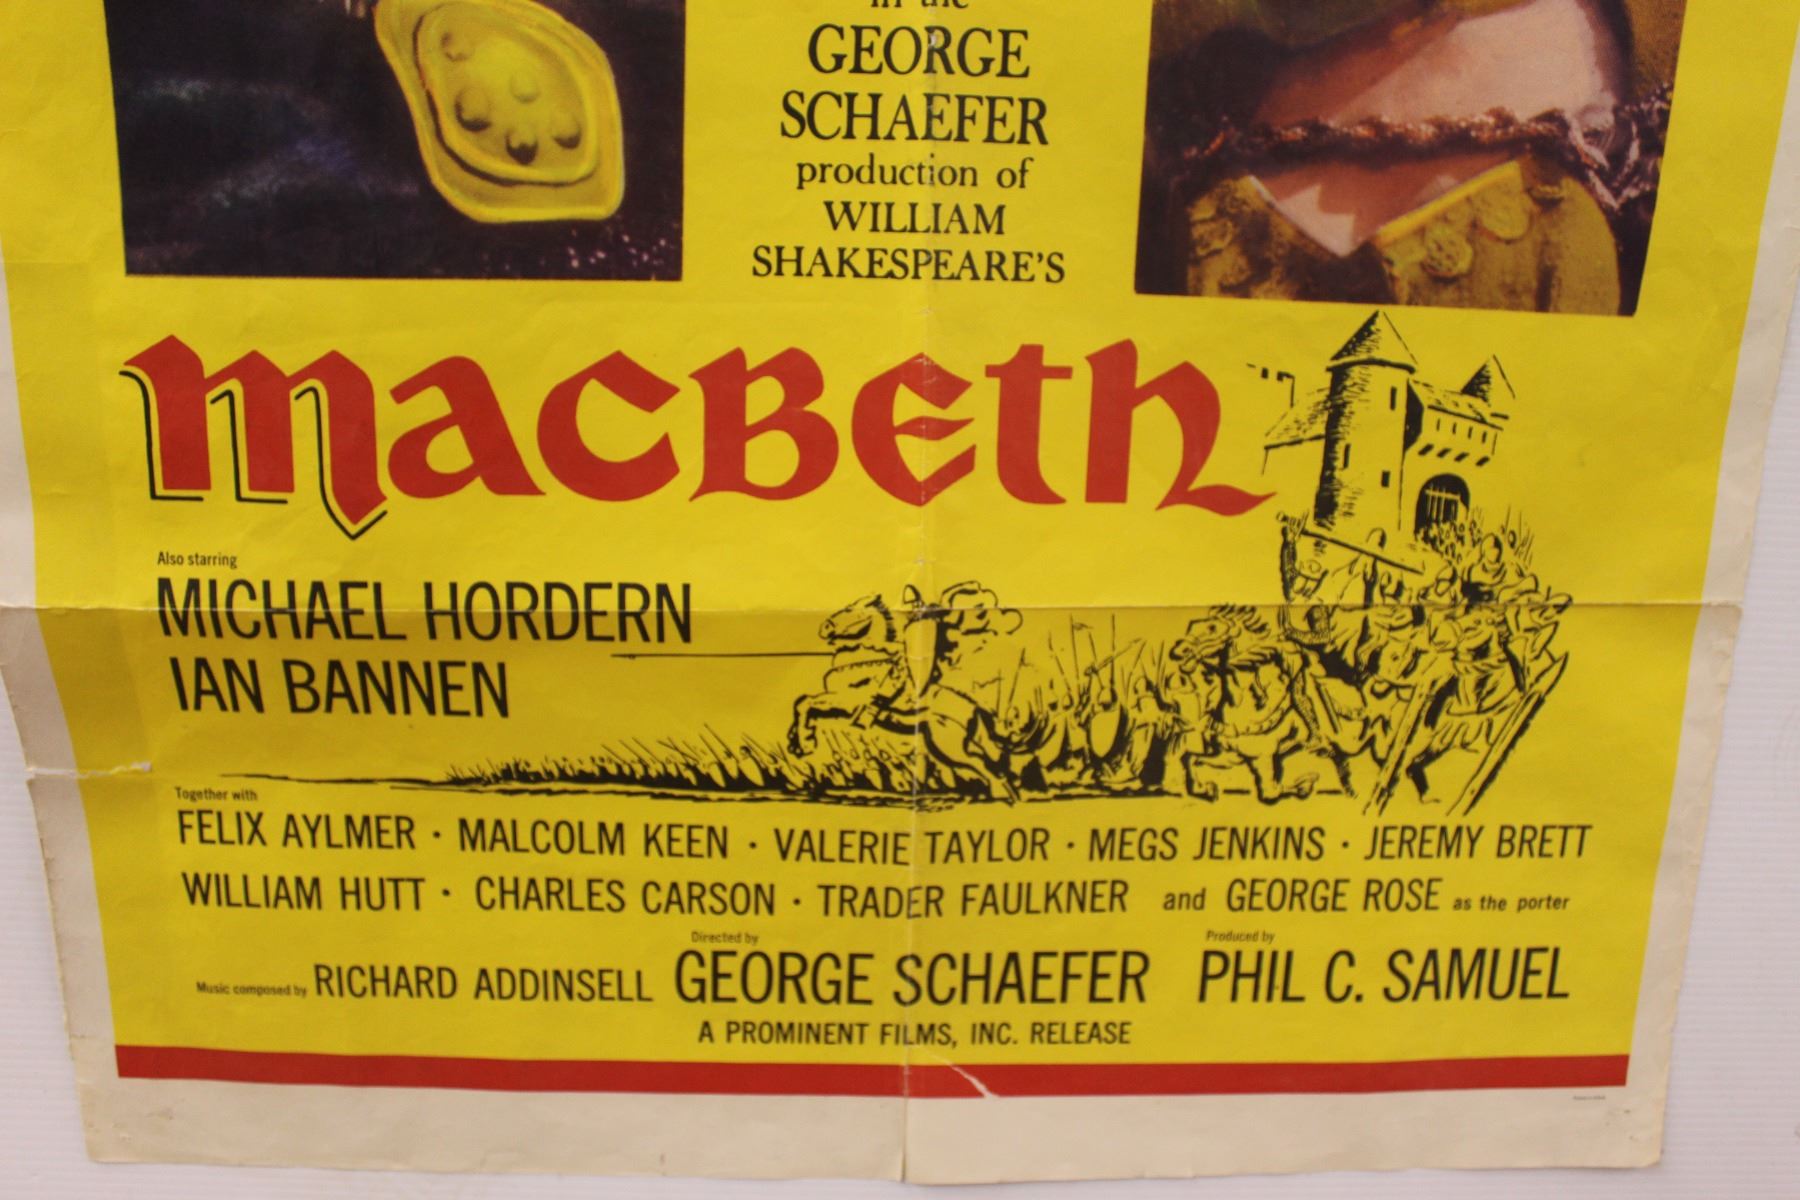 in the
GEORGE
SCHAEFER
production of
WILLIAM
SHAKESPEARE'S
MACBETH
Also starring
MICHAEL HORDERN
IAN BANNEN
Together with
FELIX AYLMER · MALCOLM KEEN · VALERIE TAYLOR · MEGS JENKINS · JEREMY BRETT
WILLIAM HUTT · CHARLES CARSON · TRADER FAULKNER and GEORGE ROSE as the porter
Music composed by RICHARD ADDINSELL Directed by GEORGE SCHAEFER Produced by PHIL C. SAMUEL
A PROMINENT FILMS, INC. RELEASE